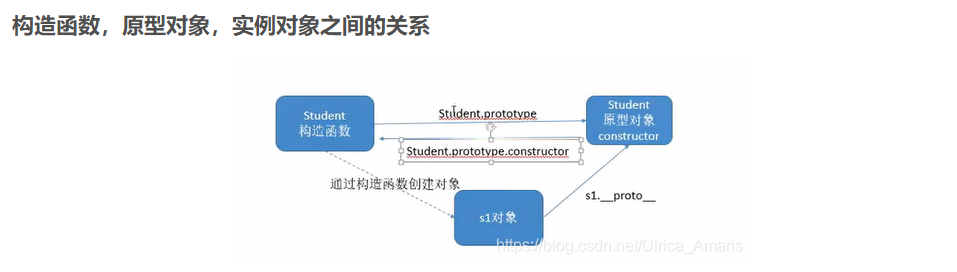 构造函数，原型对象，实例对象之间的关系
Student
构造函数
Student.prototype
Student
原型对象
constructor
Student.prototype.constructor
通过构造函数创建对象
s1.__proto__
s1对象
https://blog.csdn.net/Ulrica_Amaris